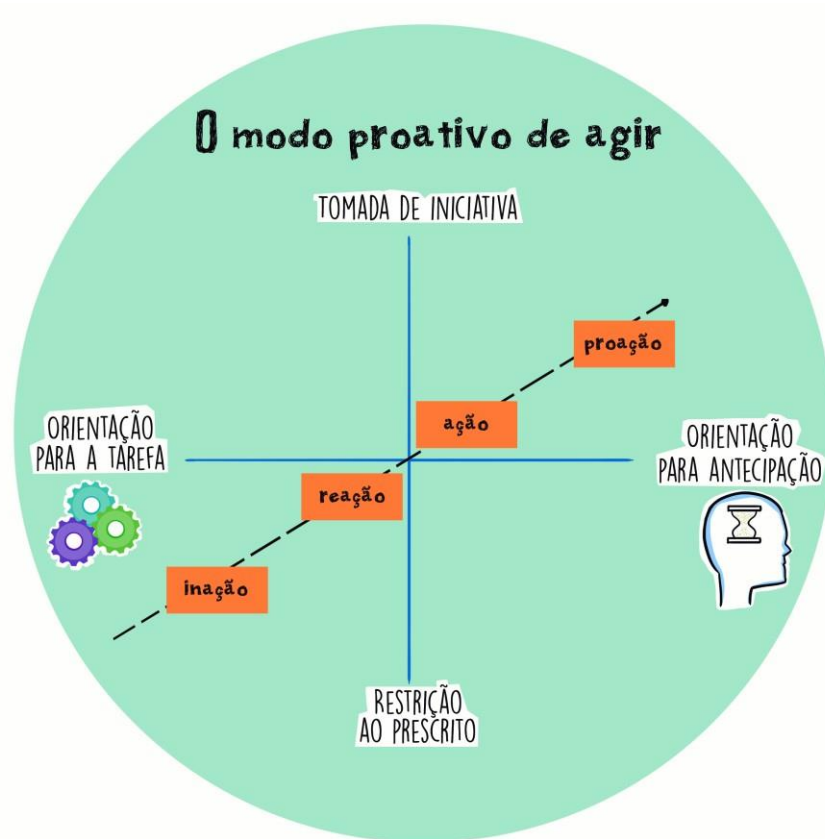 O modo proativo de agir
TOMADA DE INICIATIVA
proação
ação
ORIENTAÇÃO
PARA A TAREFA
ORIENTAÇÃO
PARA ANTECIPAÇÃO
reação
inação
RESTRIÇÃO
AO PRESCRITO